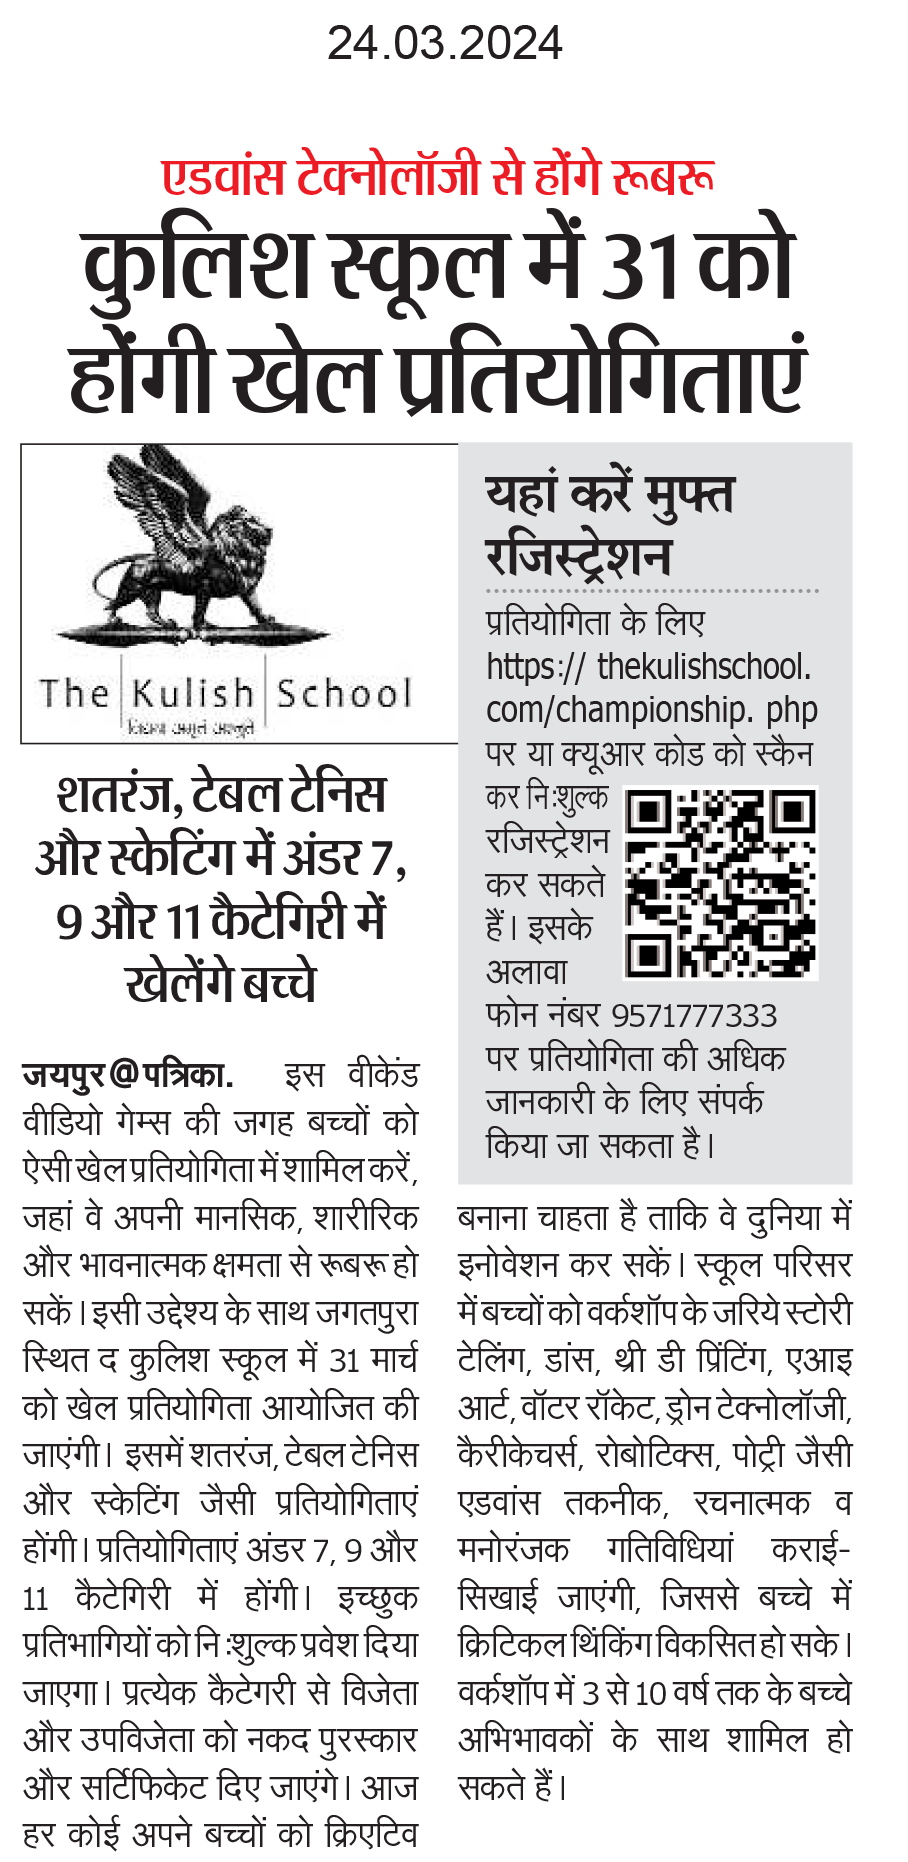 24.03.2024
एडवांस टेक्नोलॉजी से होंगे रूबरू
कुलिश स्कूल में 31 को
होंगी खेल प्रतियोगिताएं
The Kulish School
शतरंज, टेबल टेनिस
और स्केटिंग में अंडर 7,
9 और 11 कैटेगिरी में
खेलेंगे बच्चे
जयपुर@पत्रिका. इस वीकेंड
वीडियो गेम्स की जगह बच्चों को
ऐसी खेल प्रतियोगिता में शामिल करें,
जहां वे अपनी मानसिक, शारीरिक
और भावनात्मक क्षमता से रूबरू हो
सकें। इसी उद्देश्य के साथ जगतपुरा
स्थित द कुलिश स्कूल में 31 मार्च
को खेल प्रतियोगिता आयोजित की
जाएंगी। इसमें शतरंज, टेबल टेनिस
और स्केटिंग जैसी प्रतियोगिताएं
होंगी। प्रतियोगिताएं अंडर 7, 9 और
11 कैटेगिरी में होंगी। इच्छुक
प्रतिभागियों को नि:शुल्क प्रवेश दिया
जाएगा। प्रत्येक कैटेगरी से विजेता
और उपविजेता को नकद पुरस्कार
और सर्टिफिकेट दिए जाएंगे। आज
हर कोई अपने बच्चों को क्रिएटिव
यहां करें मुफ्त
रजिस्ट्रेशन
प्रतियोगिता के लिए
https:// thekulishschool.
com/championship. php
पर या क्यूआर कोड को स्कैन
कर नि:शुल्क
रजिस्ट्रेशन
कर सकते
हैं। इसके
अलावा
फोन नंबर 9571777333
पर प्रतियोगिता की अधिक
जानकारी के लिए संपर्क
किया जा सकता है।
बनाना चाहता है ताकि वे दुनिया में
इनोवेशन कर सकें। स्कूल परिसर
में बच्चों को वर्कशॉप के जरिये स्टोरी
टेलिंग, डांस, थ्री डी प्रिंटिंग, एआइ
आर्ट, वॉटर रॉकेट, ड्रोन टेक्नोलॉजी,
कैरीकेचर्स, रोबोटिक्स, पोट्री जैसी
एडवांस तकनीक, रचनात्मक व
मनोरंजक गतिविधियां कराई-
सिखाई जाएंगी, जिससे बच्चे में
क्रिटिकल थिंकिंग विकसित हो सके।
वर्कशॉप में 3 से 10 वर्ष तक के बच्चे
अभिभावकों के साथ शामिल हो
सकते हैं।